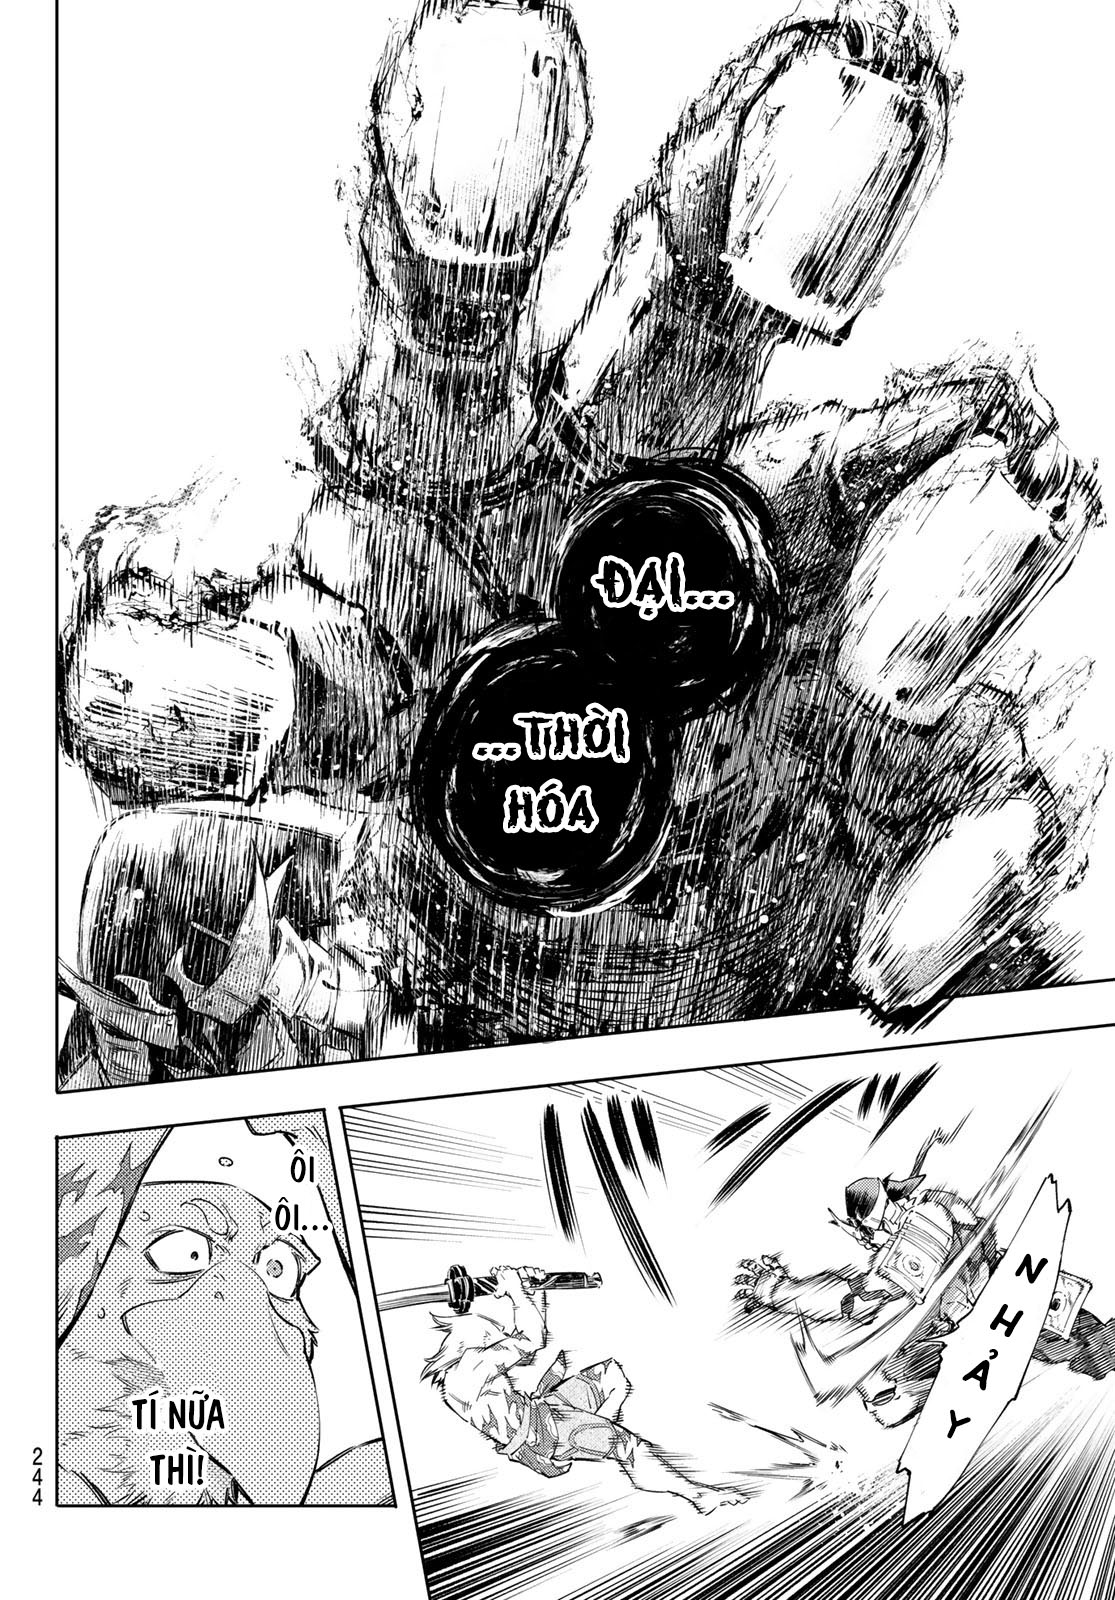 ĐẠI...
...THỜI
HÓA
NHẢY
ÔI
ÔI...
TÍ NỮA
THÌ!
244